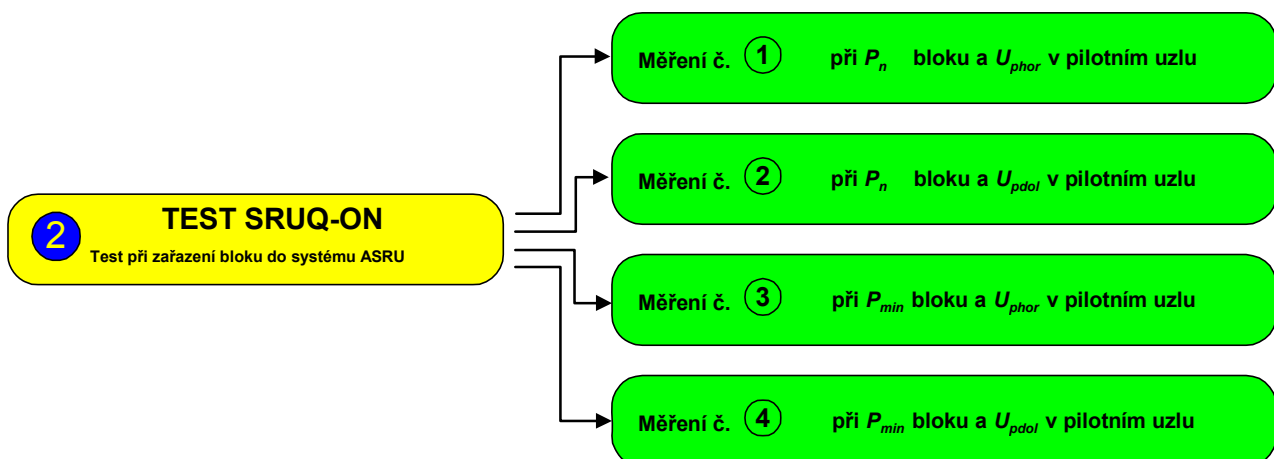 2
TEST SRUQ-ON
Test při zařazení bloku do systému ASRU
Měření č. 1 při Pn bloku a Uphor v pilotním uzlu
Měření č. 2 při Pn bloku a Updol v pilotním uzlu
Měření č. 3 při Pmin bloku a Uphor v pilotním uzlu
Měření č. 4 při Pmin bloku a Updol v pilotním uzlu